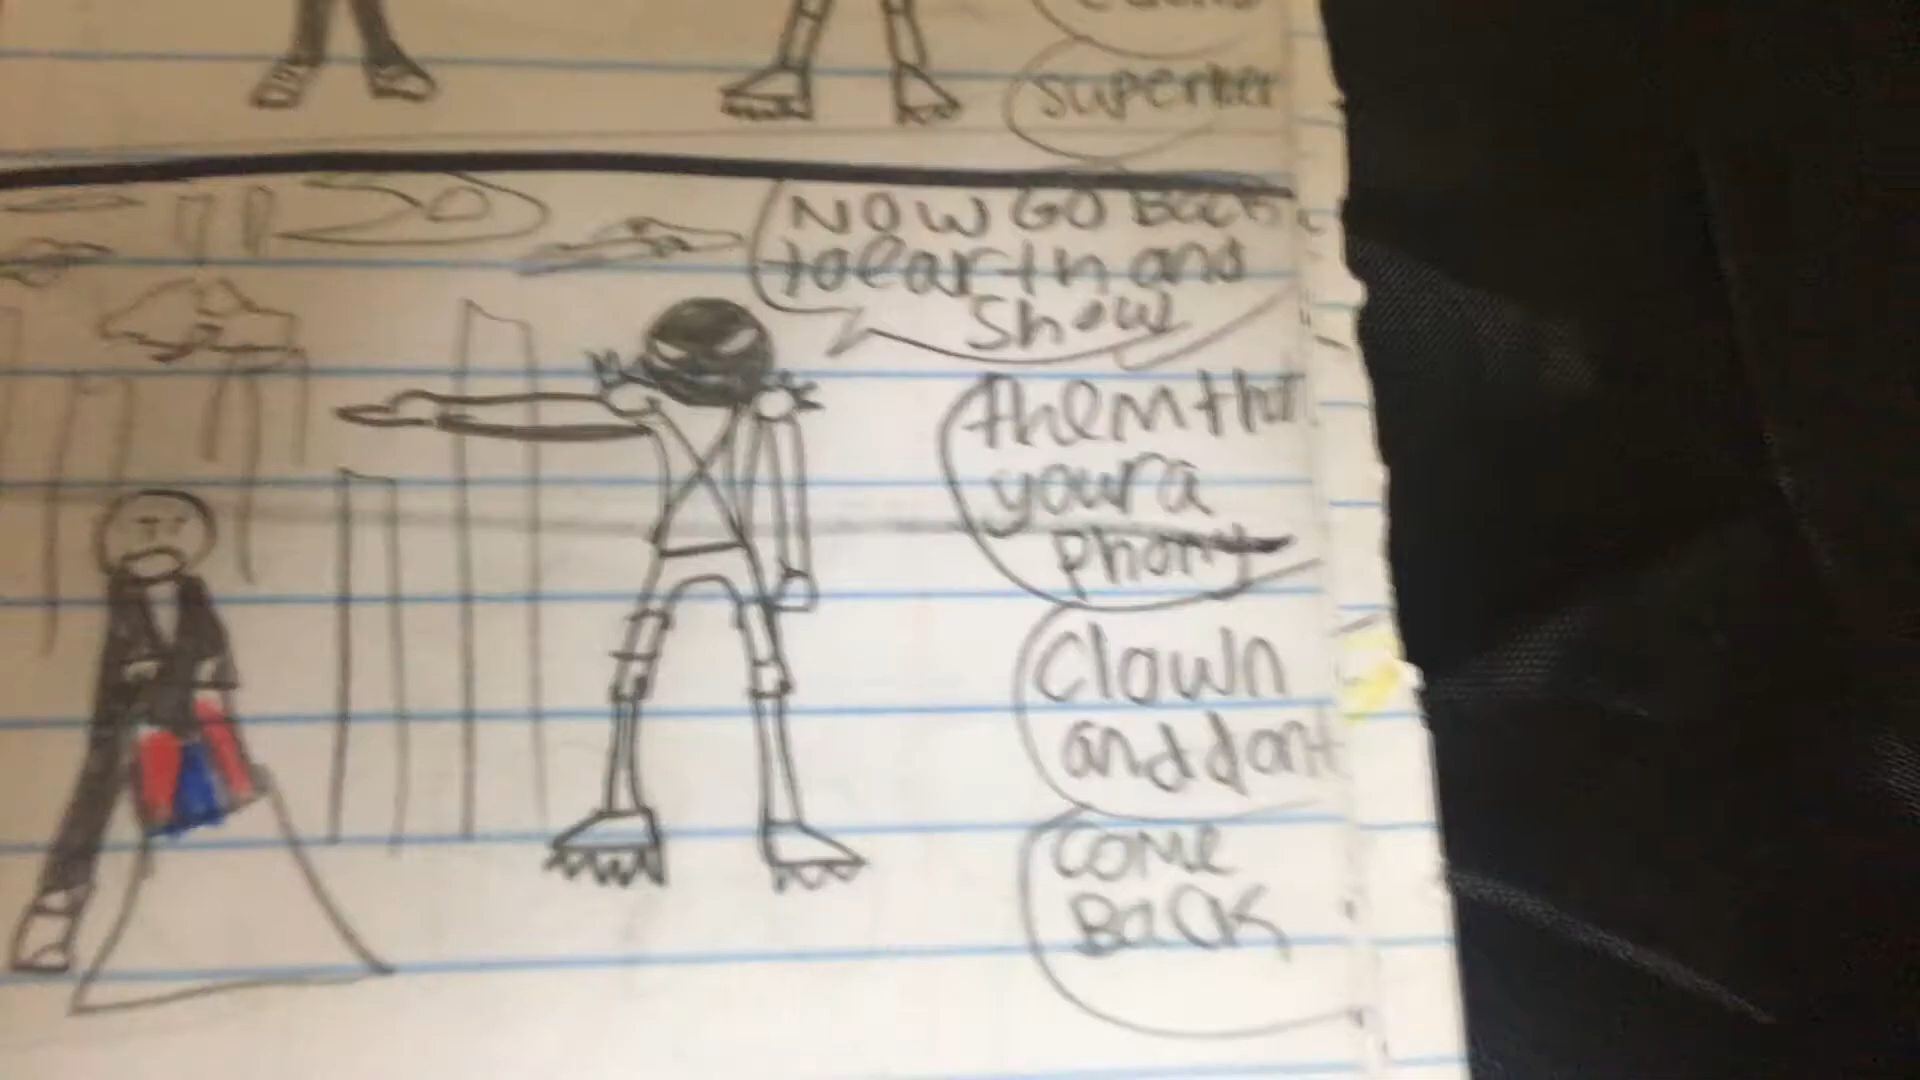 superher
NOW GO Back
to earth and
Show
them that
your a
phony
Clown
and dont
come
Back